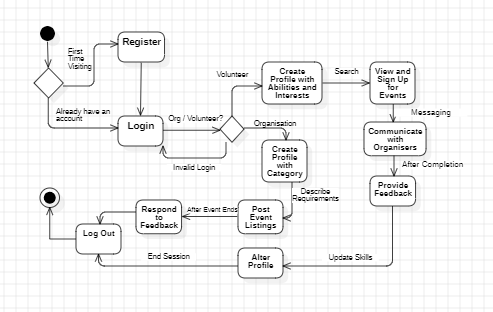 First
Time
Visiting
Register
Already have an
account
Login
Org / Volunteer?
Invalid Login
Volunteer
Organisation
Create
Profile with
Abilities and
Interests
Search
View and
Sign Up
for
Events
Messaging
Communicate
with
Organisers
After Completion
Provide
Feedback
Create
Profile
with
Category
Describe
Requirements
Post
Event
Listings
After Event Ends
Respond
to
Feedback
Log Out
End Session
Alter
Profile
Update Skills